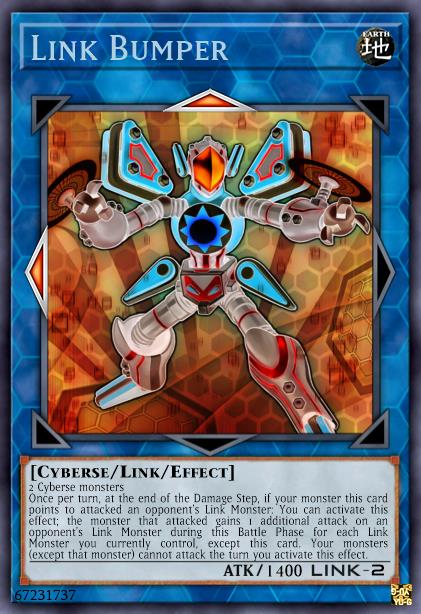 Link Bumper
EARTH
地
[Cyberse/Link/Effect]
2 Cyberse monsters
Once per turn, at the end of the Damage Step, if your monster this card
points to attacked an opponent's Link Monster: You can activate this
effect; the monster that attacked gains 1 additional attack on an
opponent's Link Monster during this Battle Phase for each Link
Monster you currently control, except this card. Your monsters
(except that monster) cannot attack the turn you activate this effect.
ATK/1400 LINK-2
67231737